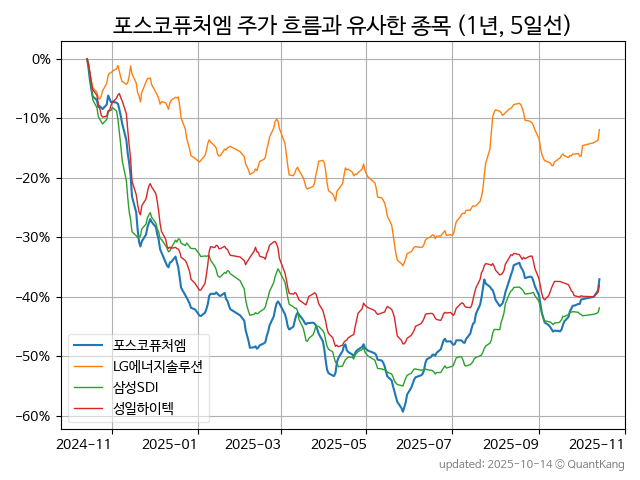 포스코퓨처엠 주가 흐름과 유사한 종목 (1년, 5일선)
0%
−10%
−20%
−30%
−40%
−50%
−60%
포스코퓨처엠
LG에너지솔루션
삼성SDI
성일하이텍
2024-11
2025-01
2025-03
2025-05
2025-07
2025-09
2025-11
updated: 2025-10-14 © QuantKang